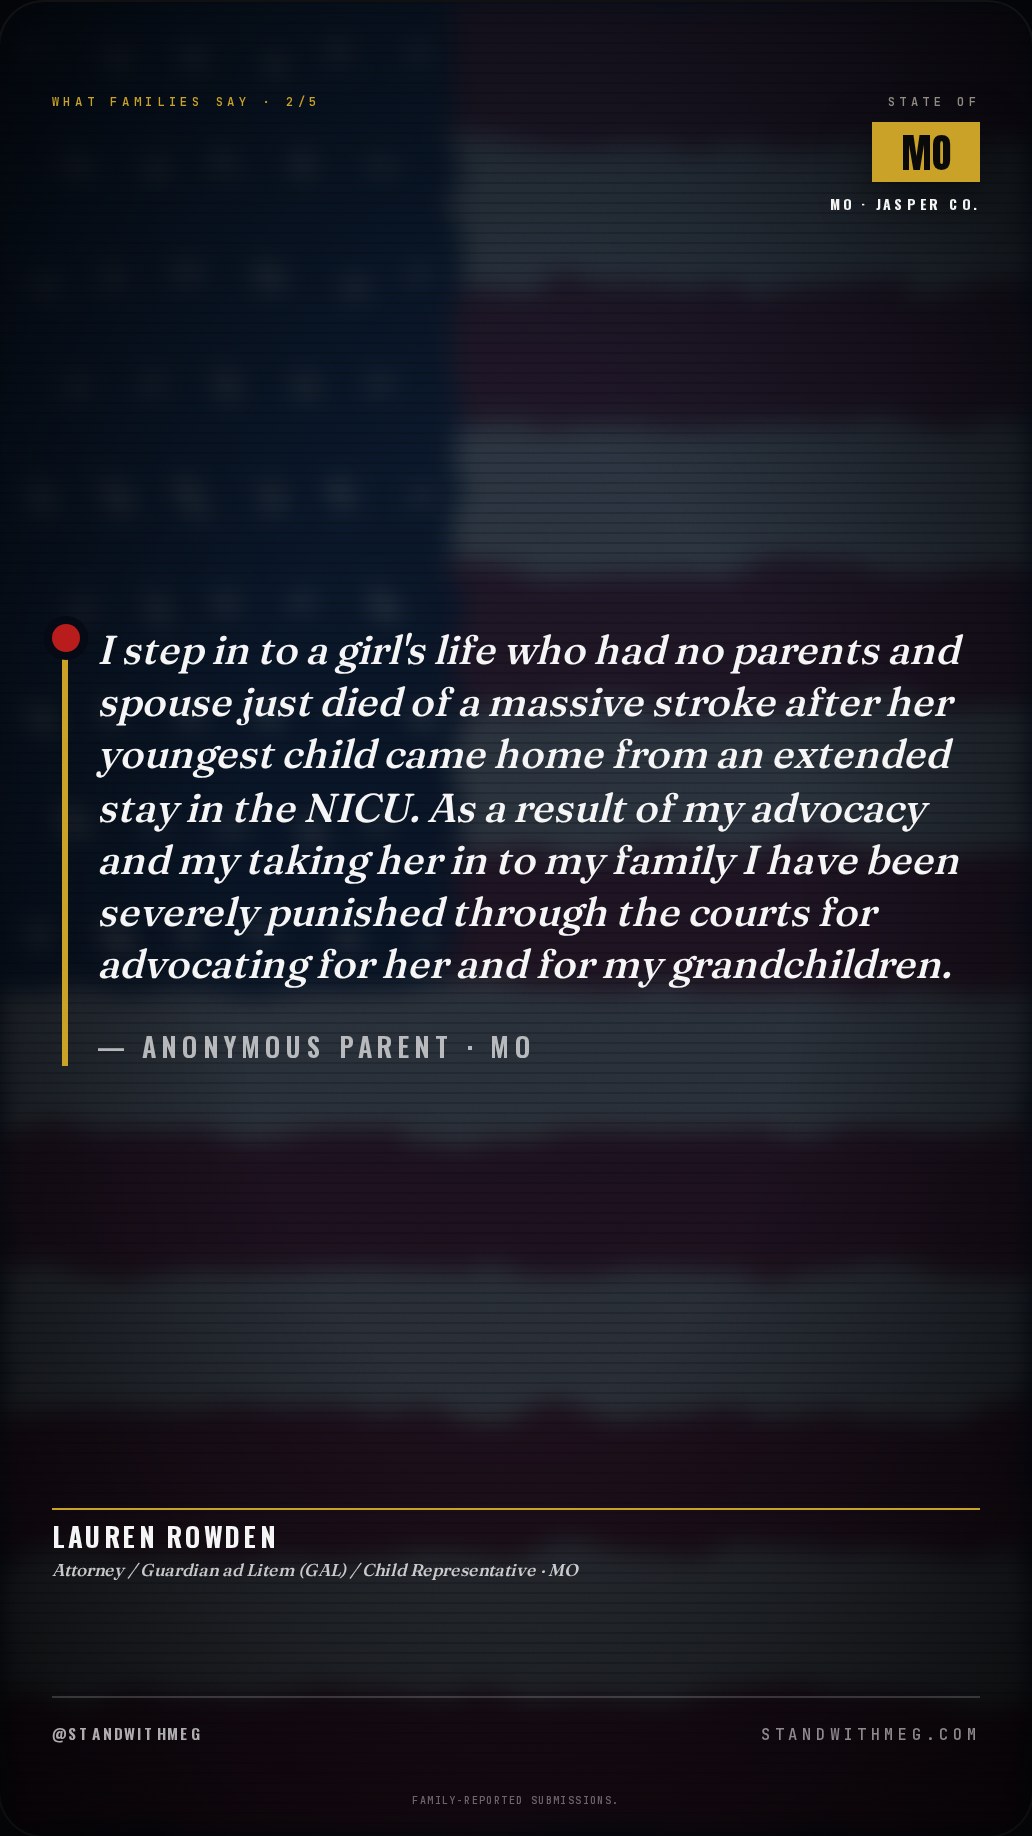 WHAT FAMILIES SAY · 2/5
STATE OF
MO
MO · JASPER CO.
I step in to a girl's life who had no parents and
spouse just died of a massive stroke after her
youngest child came home from an extended
stay in the NICU. As a result of my advocacy
and my taking her in to my family I have been
severely punished through the courts for
advocating for her and for my grandchildren.
— ANONYMOUS PARENT · MO
LAUREN ROWDEN
Attorney / Guardian ad Litem (GAL) / Child Representative · MO
@STANDWITHMEG
STANDWITHMEG.COM
FAMILY-REPORTED SUBMISSIONS.